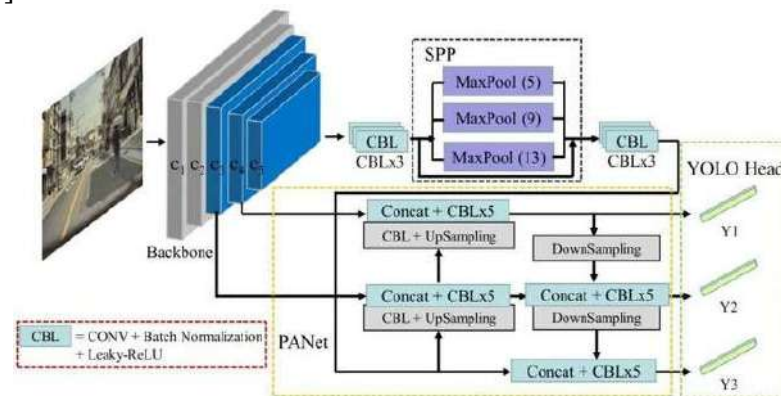 ]
SPP
MaxPool (5)
MaxPool (9)
MaxPool (13)
CBL
CBLx3
CBL
CBLx3
C1
C2
C3
C4
C5
Backbone
YOLO Head
Concat + CBLx5
CBL + UpSampling
DownSampling
Y1
Concat + CBLx5
CBL + UpSampling
Concat + CBLx5
DownSampling
Y2
PANet
Concat + CBLx5
Y3
CBL = CONV + Batch Normalization
+ Leaky-ReLU